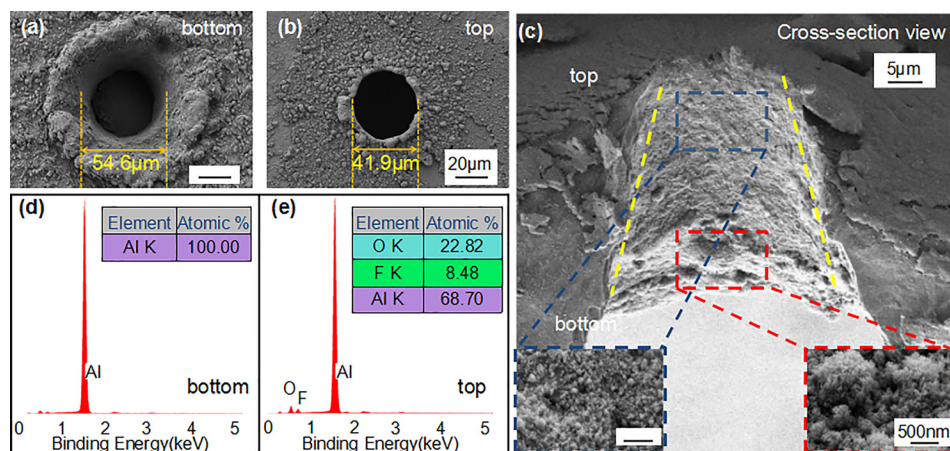 (a)
bottom
54.6µm
(b)
top
41.9µm
20µm
(c)
Cross-section view
top
5µm
bottom
500nm
(d)
Element Atomic %
Al K 100.00
Al
bottom
0 1 2 3 4 5
Binding Energy(keV)
(e)
Element Atomic %
O K 22.82
F K 8.48
Al K 68.70
O
F
Al
top
0 1 2 3 4 5
Binding Energy(keV)